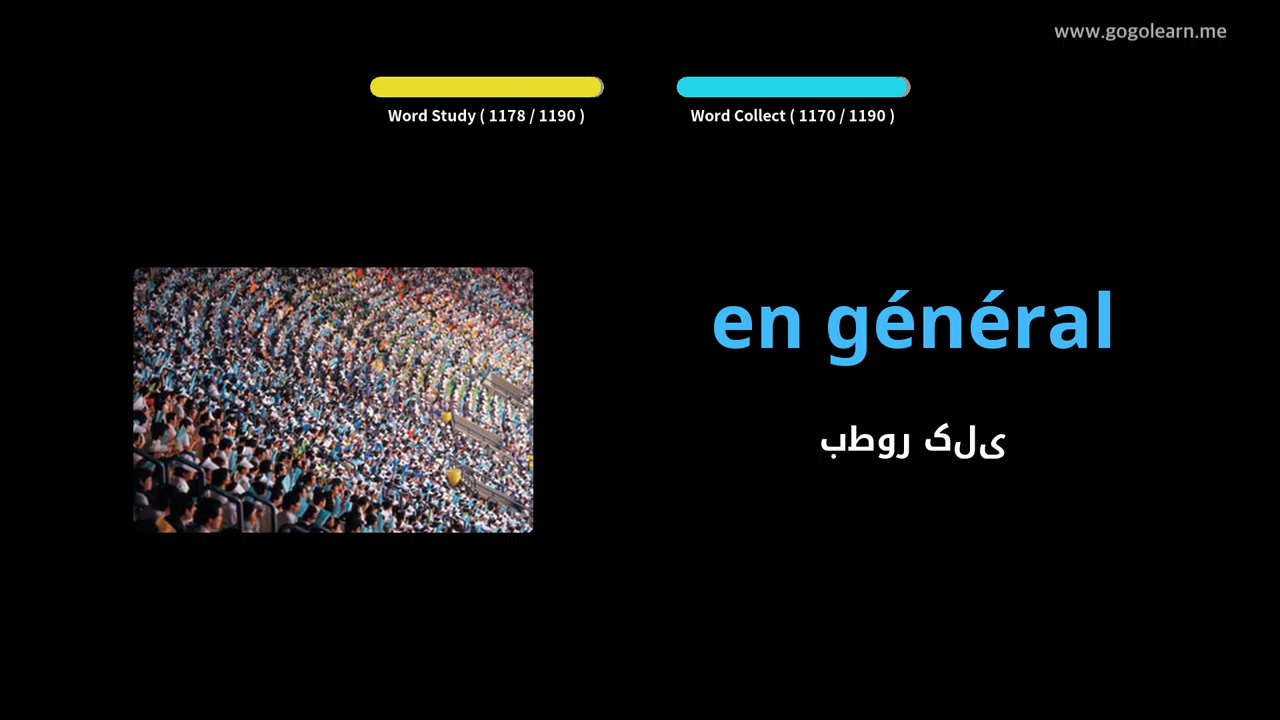 www.gogolearn.me
Word Study ( 1178 / 1190 )
Word Collect ( 1170 / 1190 )
en général
بطور کلی